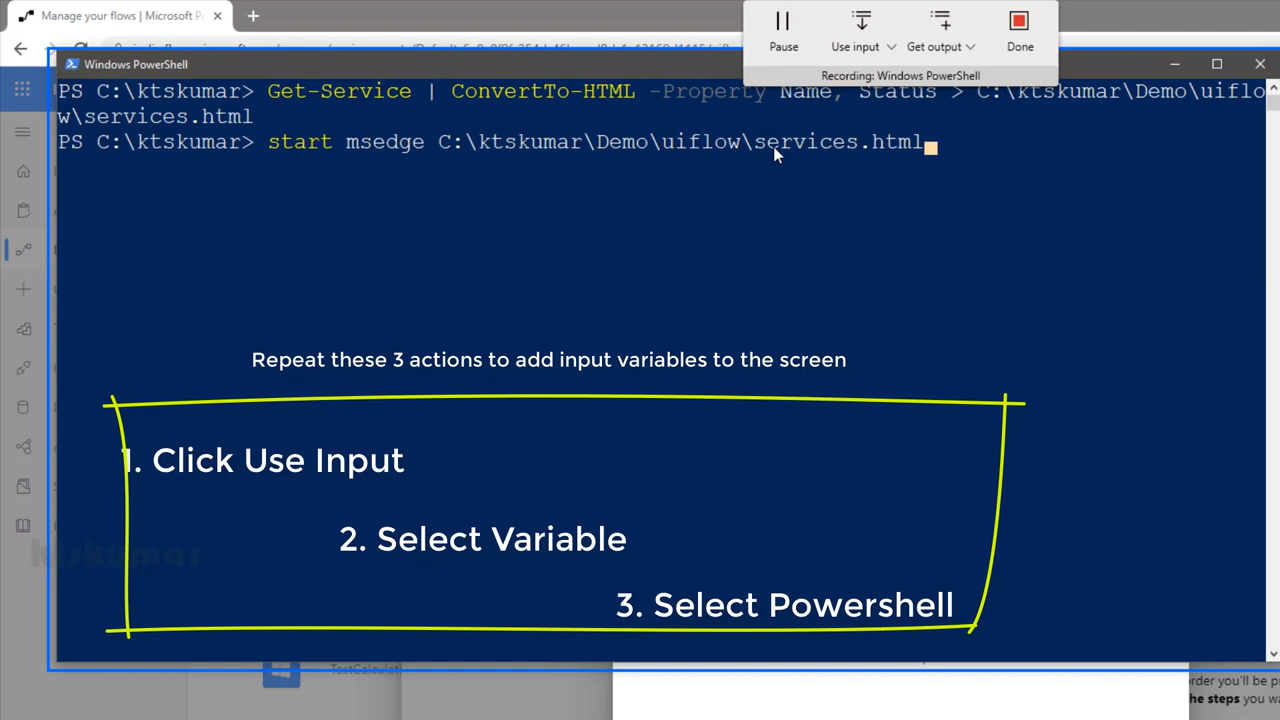 Manage your flows | Microsoft P
Pause
Use input
Get output
Done
Recording: Windows PowerShell
Windows PowerShell
PS C:\ktskumar> Get-Service | ConvertTo-HTML -Property Name, Status > C:\ktskumar\Demo\uiflo
w\services.html
PS C:\ktskumar> start msedge C:\ktskumar\Demo\uiflow\services.html
Repeat these 3 actions to add input variables to the screen
1. Click Use Input
2. Select Variable
3. Select Powershell
ktskumar
TestCalculati
order you'll be p
he steps you wa